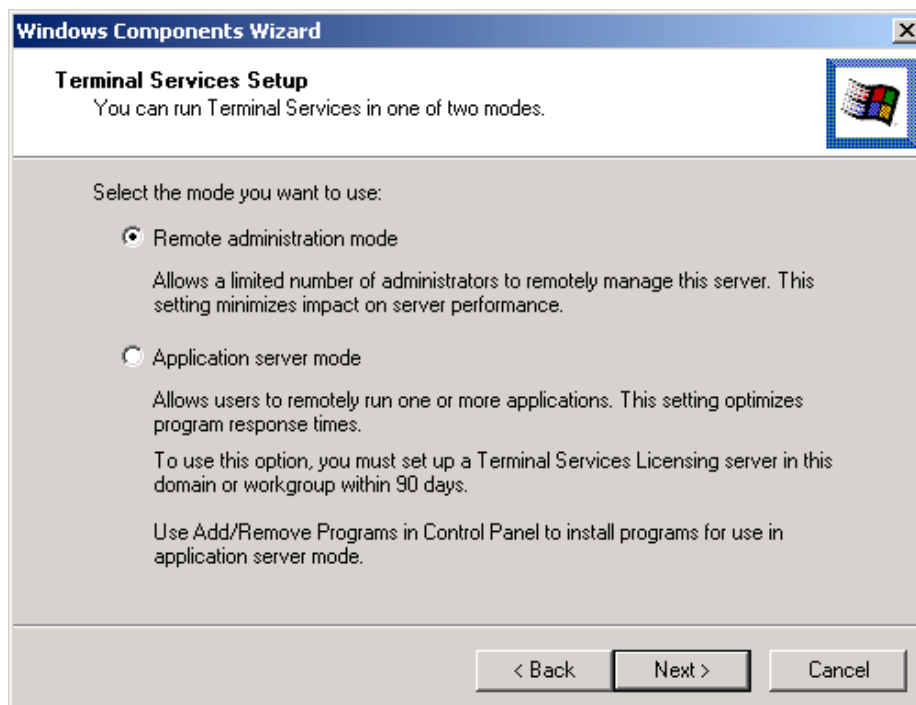 Windows Components Wizard
Terminal Services Setup
You can run Terminal Services in one of two modes.
Select the mode you want to use:
Remote administration mode
Allows a limited number of administrators to remotely manage this server. This
setting minimizes impact on server performance.
Application server mode
Allows users to remotely run one or more applications. This setting optimizes
program response times.
To use this option, you must set up a Terminal Services Licensing server in this
domain or workgroup within 90 days.
Use Add/Remove Programs in Control Panel to install programs for use in
application server mode.
< Back
Next >
Cancel